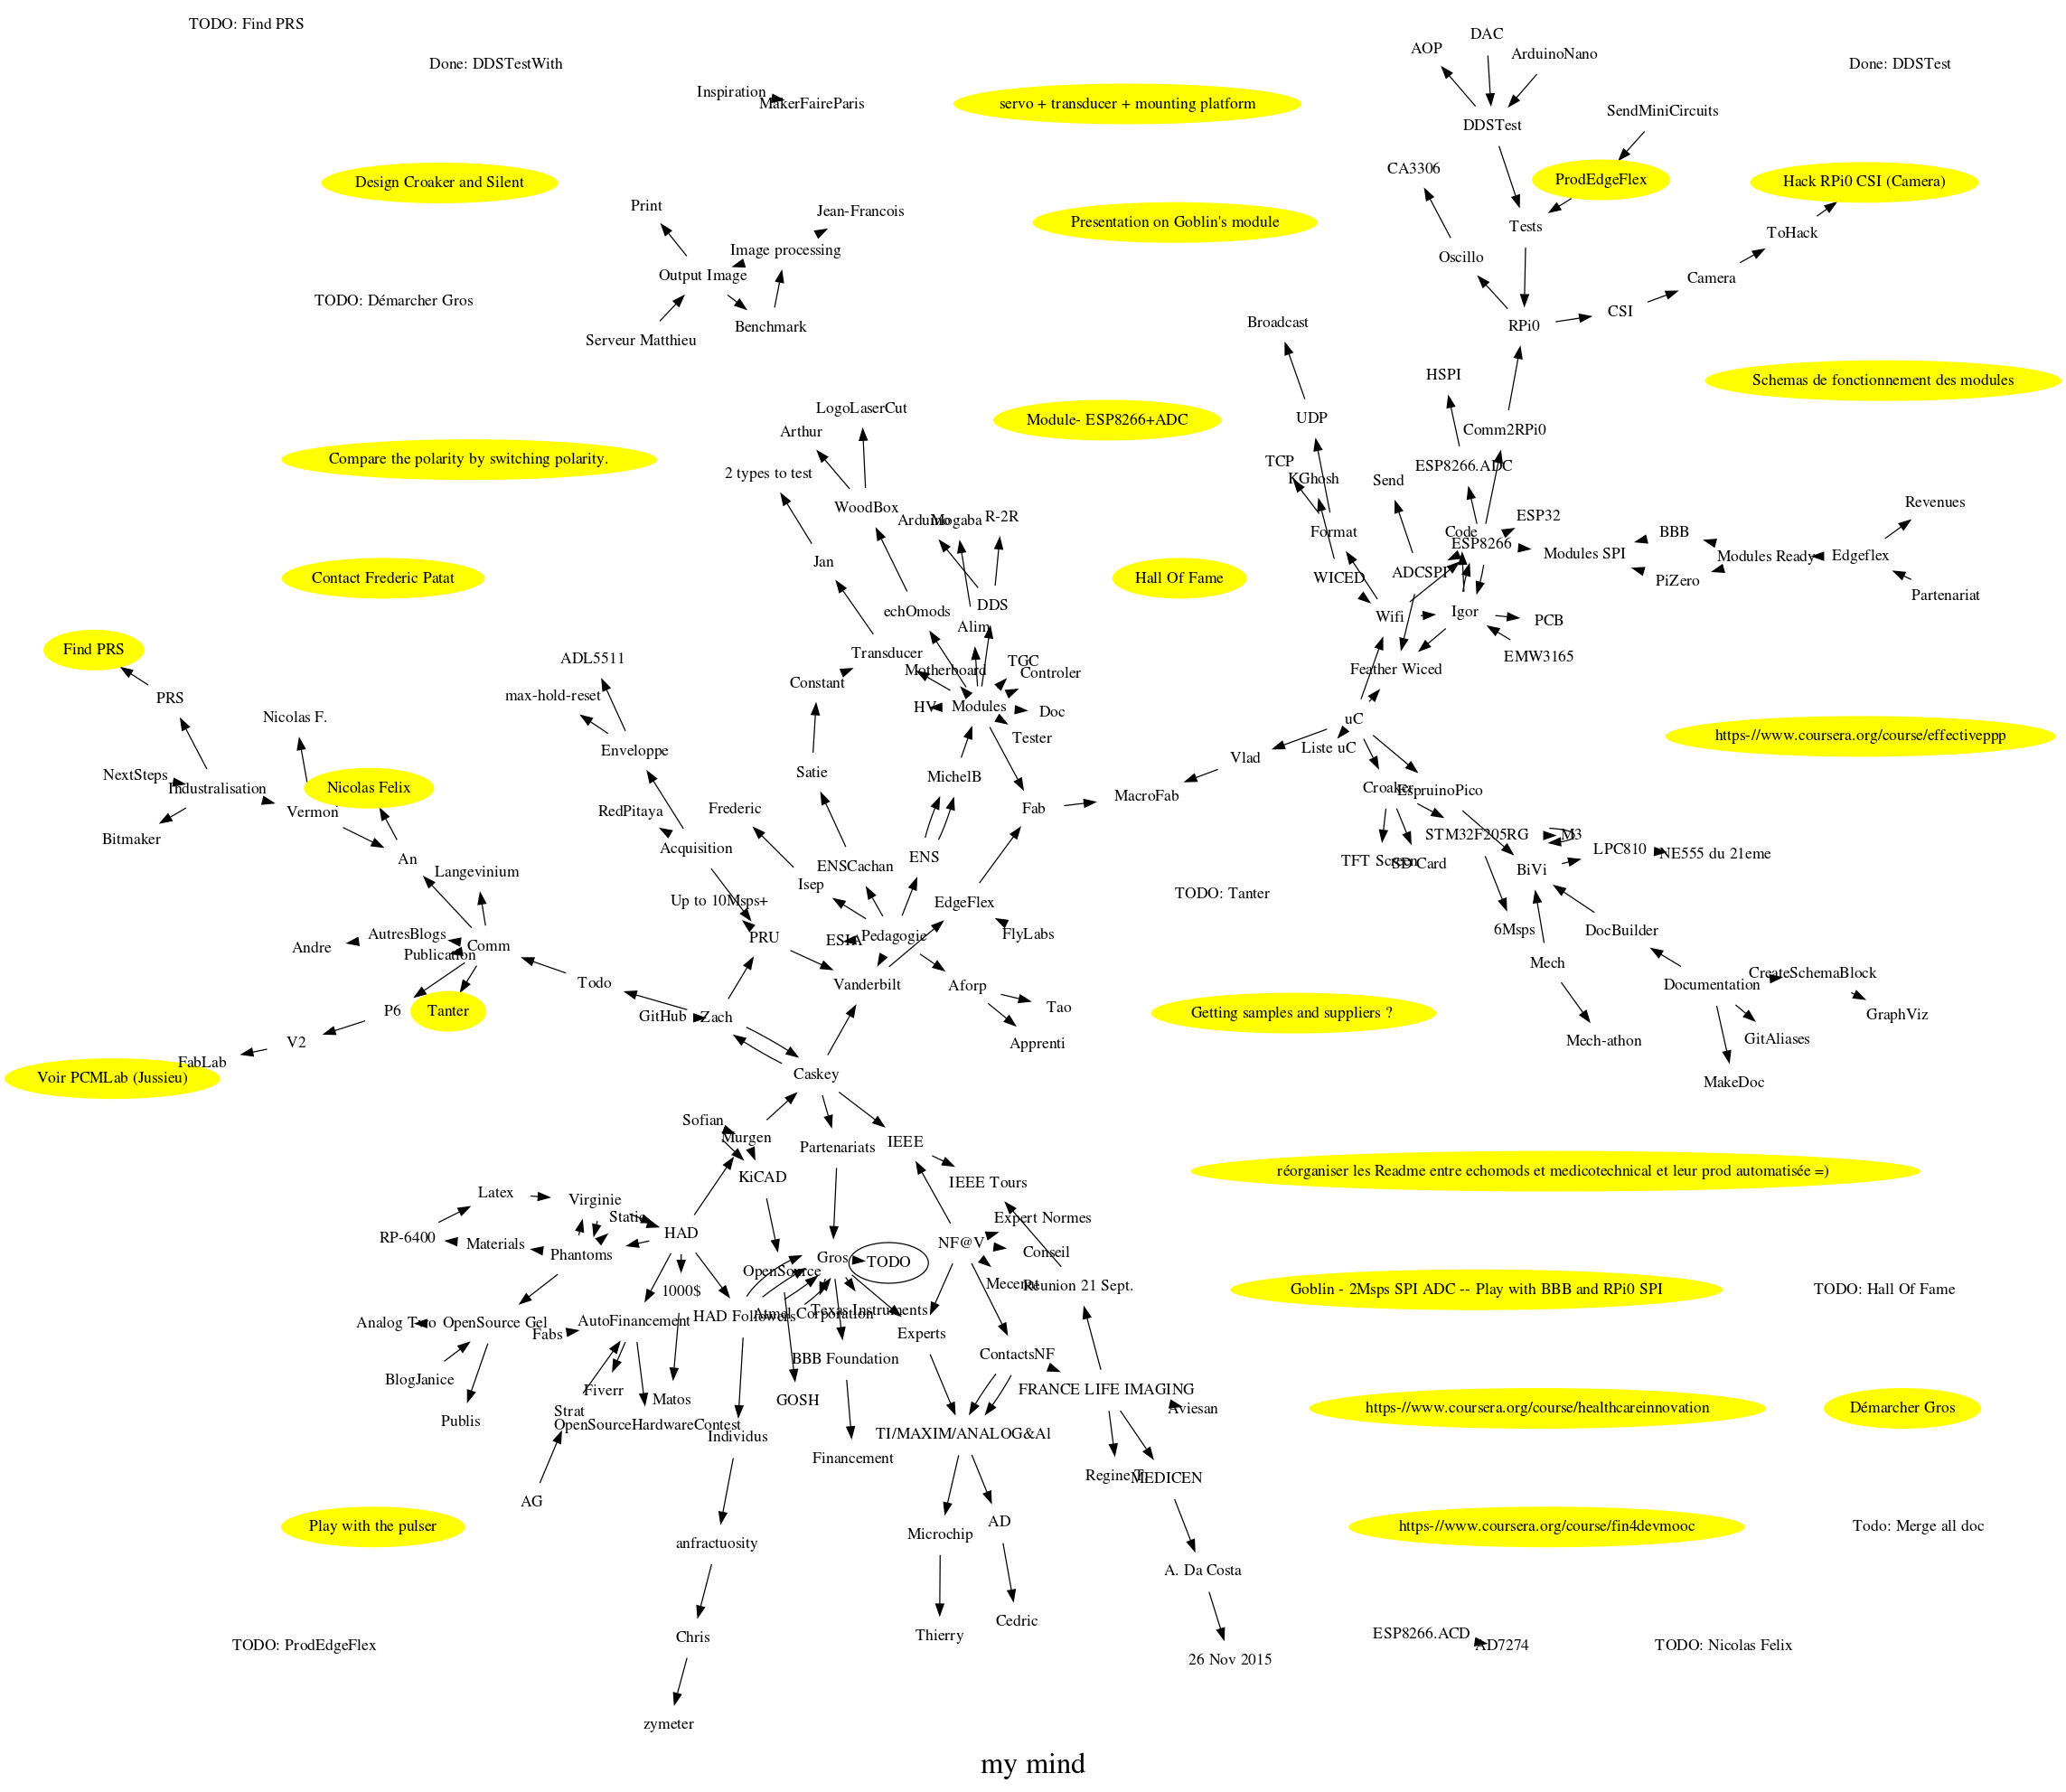 TODO: Find PRS
DAC
AOP
ArduinoNano
Done: DDSTestWith
Done: DDSTest
Inspiration
MakerFaireParis
servo + transducer + mounting platform
SendMiniCircuits
DDSTest
CA3306
Design Croaker and Silent
ProdEdgeFlex
Hack RPi0 CSI (Camera)
Print
Jean-Francois
Presentation on Goblin's module
Tests
ToHack
Image processing
Oscillo
Output Image
Camera
TODO: Démarcher Gros
CSI
Benchmark
Broadcast
RPi0
Serveur Matthieu
HSPI
Schemas de fonctionnement des modules
LogoLaserCut
Module- ESP8266+ADC
UDP
Arthur
Comm2RPi0
Compare the polarity by switching polarity.
2 types to test
TCP
ESP8266.ADC
KGhosh
Send
WoodBox
Revenues
Arduino
Mogaba
R-2R
ESP32
Format
Code
BBB
ESP8266
Modules SPI
Modules Ready
Edgeflex
Jan
Contact Frederic Patat
Hall Of Fame
WICED
ADCSPI
PiZero
Partenariat
echOmods
DDS
Wifi
Igor
PCB
Alim
Find PRS
ADL5511
Transducer
TGC
EMW3165
Motherboard
Controler
Feather Wiced
PRS
max-hold-reset
Constant
HV
Modules
Doc
Nicolas F.
uC
Enveloppe
Tester
Liste uC
https-//www.coursera.org/course/effectiveppp
Vlad
NextSteps
Industralisation
Nicolas Felix
Satie
MichelB
Croaker
EspruinoPico
MacroFab
Vermon
RedPitaya
Frederic
Fab
Bitmaker
Acquisition
STM32F205RG
M3
LPC810
NE555 du 21eme
An
Langevinium
ENSCachan
ENS
TFT Screen
SD Card
BiVi
Isep
Up to 10Msps+
EdgeFlex
TODO: Tanter
AutresBlogs
Andre
Comm
Publication
PRU
ESIA
Pedagogie
FlyLabs
6Msps
DocBuilder
Mech
Todo
Vanderbilt
Aforp
Documentation
CreateSchemaBlock
P6
Tanter
GitHub
Zach
Tao
Getting samples and suppliers ?
GraphViz
V2
Apprenti
Mech-athon
GitAliases
FabLab
Voir PCMLab (Jussieu)
Caskey
MakeDoc
Sofian
Murgen
Partenariats
IEEE
KiCAD
réorganiser les Readme entre echomods et medicotechnical et leur prod automatisée =)
IEEE Tours
Latex
Virginie
Static
Expert Normes
RP-6400
Materials
Phantoms
HAD
NF@V
Conseil
Gros
TODO
OpenSource
Mecenat
Reunion 21 Sept.
1000$
Goblin - 2Msps SPI ADC -- Play with BBB and RPi0 SPI
TODO: Hall Of Fame
Texas Instruments
Atmel Corporation
HAD Followers
Analog Two
OpenSource Gel
Fabs
AutoFinancement
Experts
BBB Foundation
ContactsNF
BlogJanice
Fiverr
Matos
GOSH
FRANCE LIFE IMAGING
Aviesan
https-//www.coursera.org/course/healthcareinnovation
Démarcher Gros
Publis
Strat
OpenSourceHardwareContest
Individus
TI/MAXIM/ANALOG&Al
Financement
Regine T
MEDICEN
AG
Play with the pulser
Microchip
AD
https-//www.coursera.org/course/fin4devmooc
Todo: Merge all doc
anfractuosity
A. Da Costa
Cedric
Chris
Thierry
TODO: ProdEdgeFlex
ESP8266.ACD
AD7274
TODO: Nicolas Felix
26 Nov 2015
zymeter
my mind